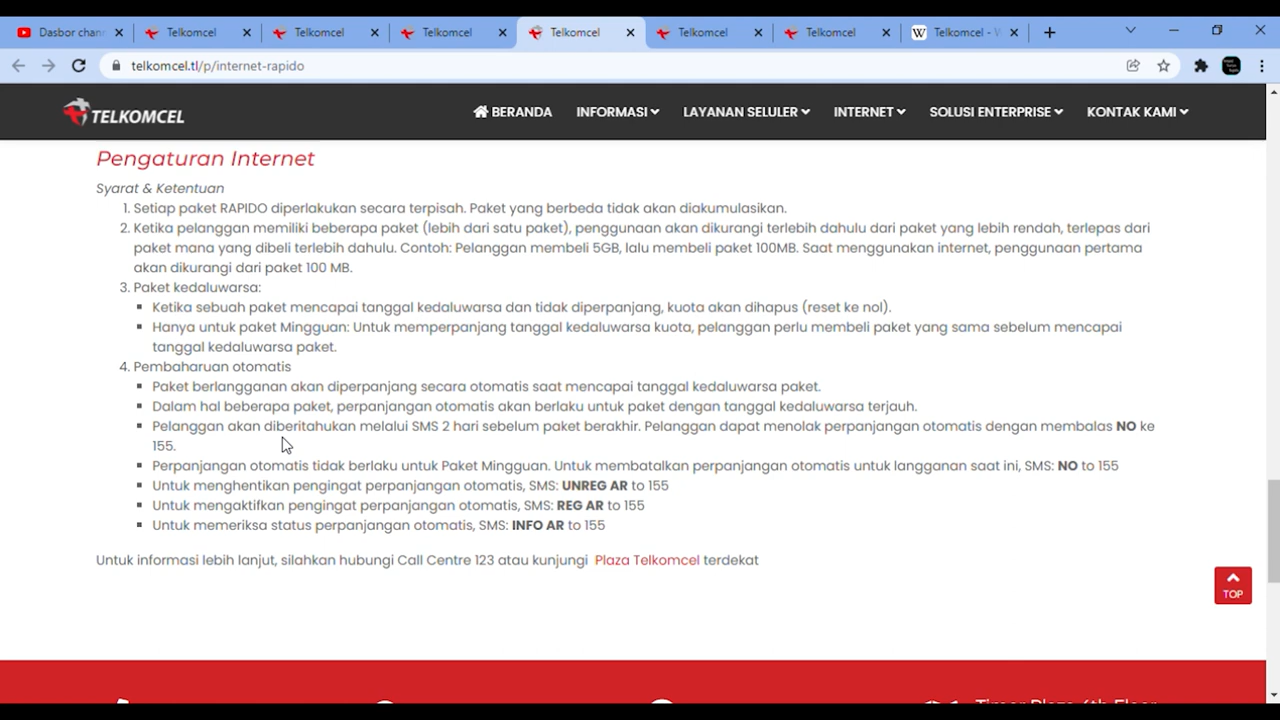 Dasbor chann
Telkomcel
Telkomcel
Telkomcel
Telkomcel
Telkomcel
Telkomcel
Telkomcel - W
telkomcel.tl/p/internet-rapido
TELKOMCEL
BERANDA
INFORMASI
LAYANAN SELULER
INTERNET
SOLUSI ENTERPRISE
KONTAK KAMI
Pengaturan Internet
Syarat & Ketentuan
1. Setiap paket RAPIDO diperlakukan secara terpisah. Paket yang berbeda tidak akan diakumulasikan.
2. Ketika pelanggan memiliki beberapa paket (lebih dari satu paket), penggunaan akan dikurangi terlebih dahulu dari paket yang lebih rendah, terlepas dari
paket mana yang dibeli terlebih dahulu. Contoh: Pelanggan membeli 5GB, lalu membeli paket 100MB. Saat menggunakan internet, penggunaan pertama
akan dikurangi dari paket 100 MB.
3. Paket kedaluwarsa:
▪ Ketika sebuah paket mencapai tanggal kedaluwarsa dan tidak diperpanjang, kuota akan dihapus (reset ke nol).
▪ Hanya untuk paket Mingguan: Untuk memperpanjang tanggal kedaluwarsa kuota, pelanggan perlu membeli paket yang sama sebelum mencapai
tanggal kedaluwarsa paket.
4. Pembaharuan otomatis
▪ Paket berlangganan akan diperpanjang secara otomatis saat mencapai tanggal kedaluwarsa paket.
▪ Dalam hal beberapa paket, perpanjangan otomatis akan berlaku untuk paket dengan tanggal kedaluwarsa terjauh.
▪ Pelanggan akan diberitahukan melalui SMS 2 hari sebelum paket berakhir. Pelanggan dapat menolak perpanjangan otomatis dengan membalas NO ke
155.
▪ Perpanjangan otomatis tidak berlaku untuk Paket Mingguan. Untuk membatalkan perpanjangan otomatis untuk langganan saat ini, SMS: NO to 155
▪ Untuk menghentikan pengingat perpanjangan otomatis, SMS: UNREG AR to 155
▪ Untuk mengaktifkan pengingat perpanjangan otomatis, SMS: REG AR to 155
▪ Untuk memeriksa status perpanjangan otomatis, SMS: INFO AR to 155
Untuk informasi lebih lanjut, silahkan hubungi Call Centre 123 atau kunjungi Plaza Telkomcel terdekat
TOP